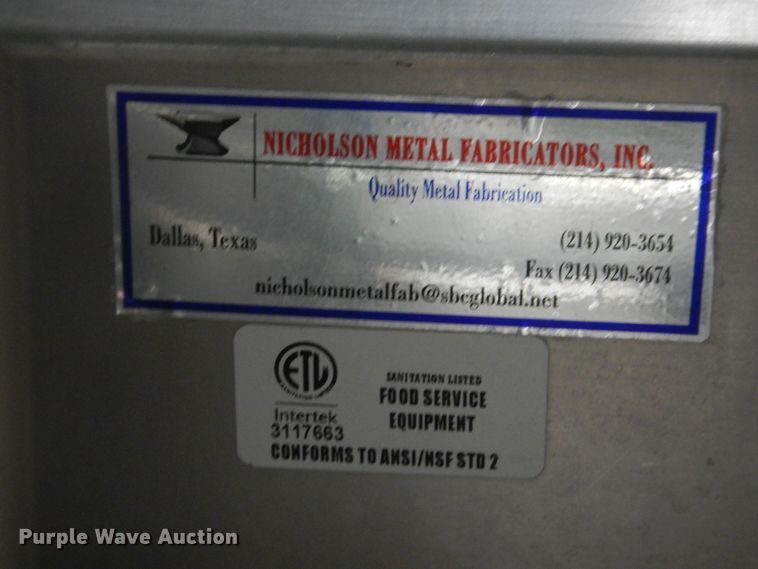 NICHOLSON METAL FABRICATORS, INC.
Quality Metal Fabrication
Dallas, Texas
(214) 920-3654
Fax (214) 920-3674
nicholsonmetalfab@sbcglobal.net
ETL
Intertek
3117663
SANITATION LISTED
FOOD SERVICE
EQUIPMENT
CONFORMS TO ANSI/NSF STD 2
Purple Wave Auction